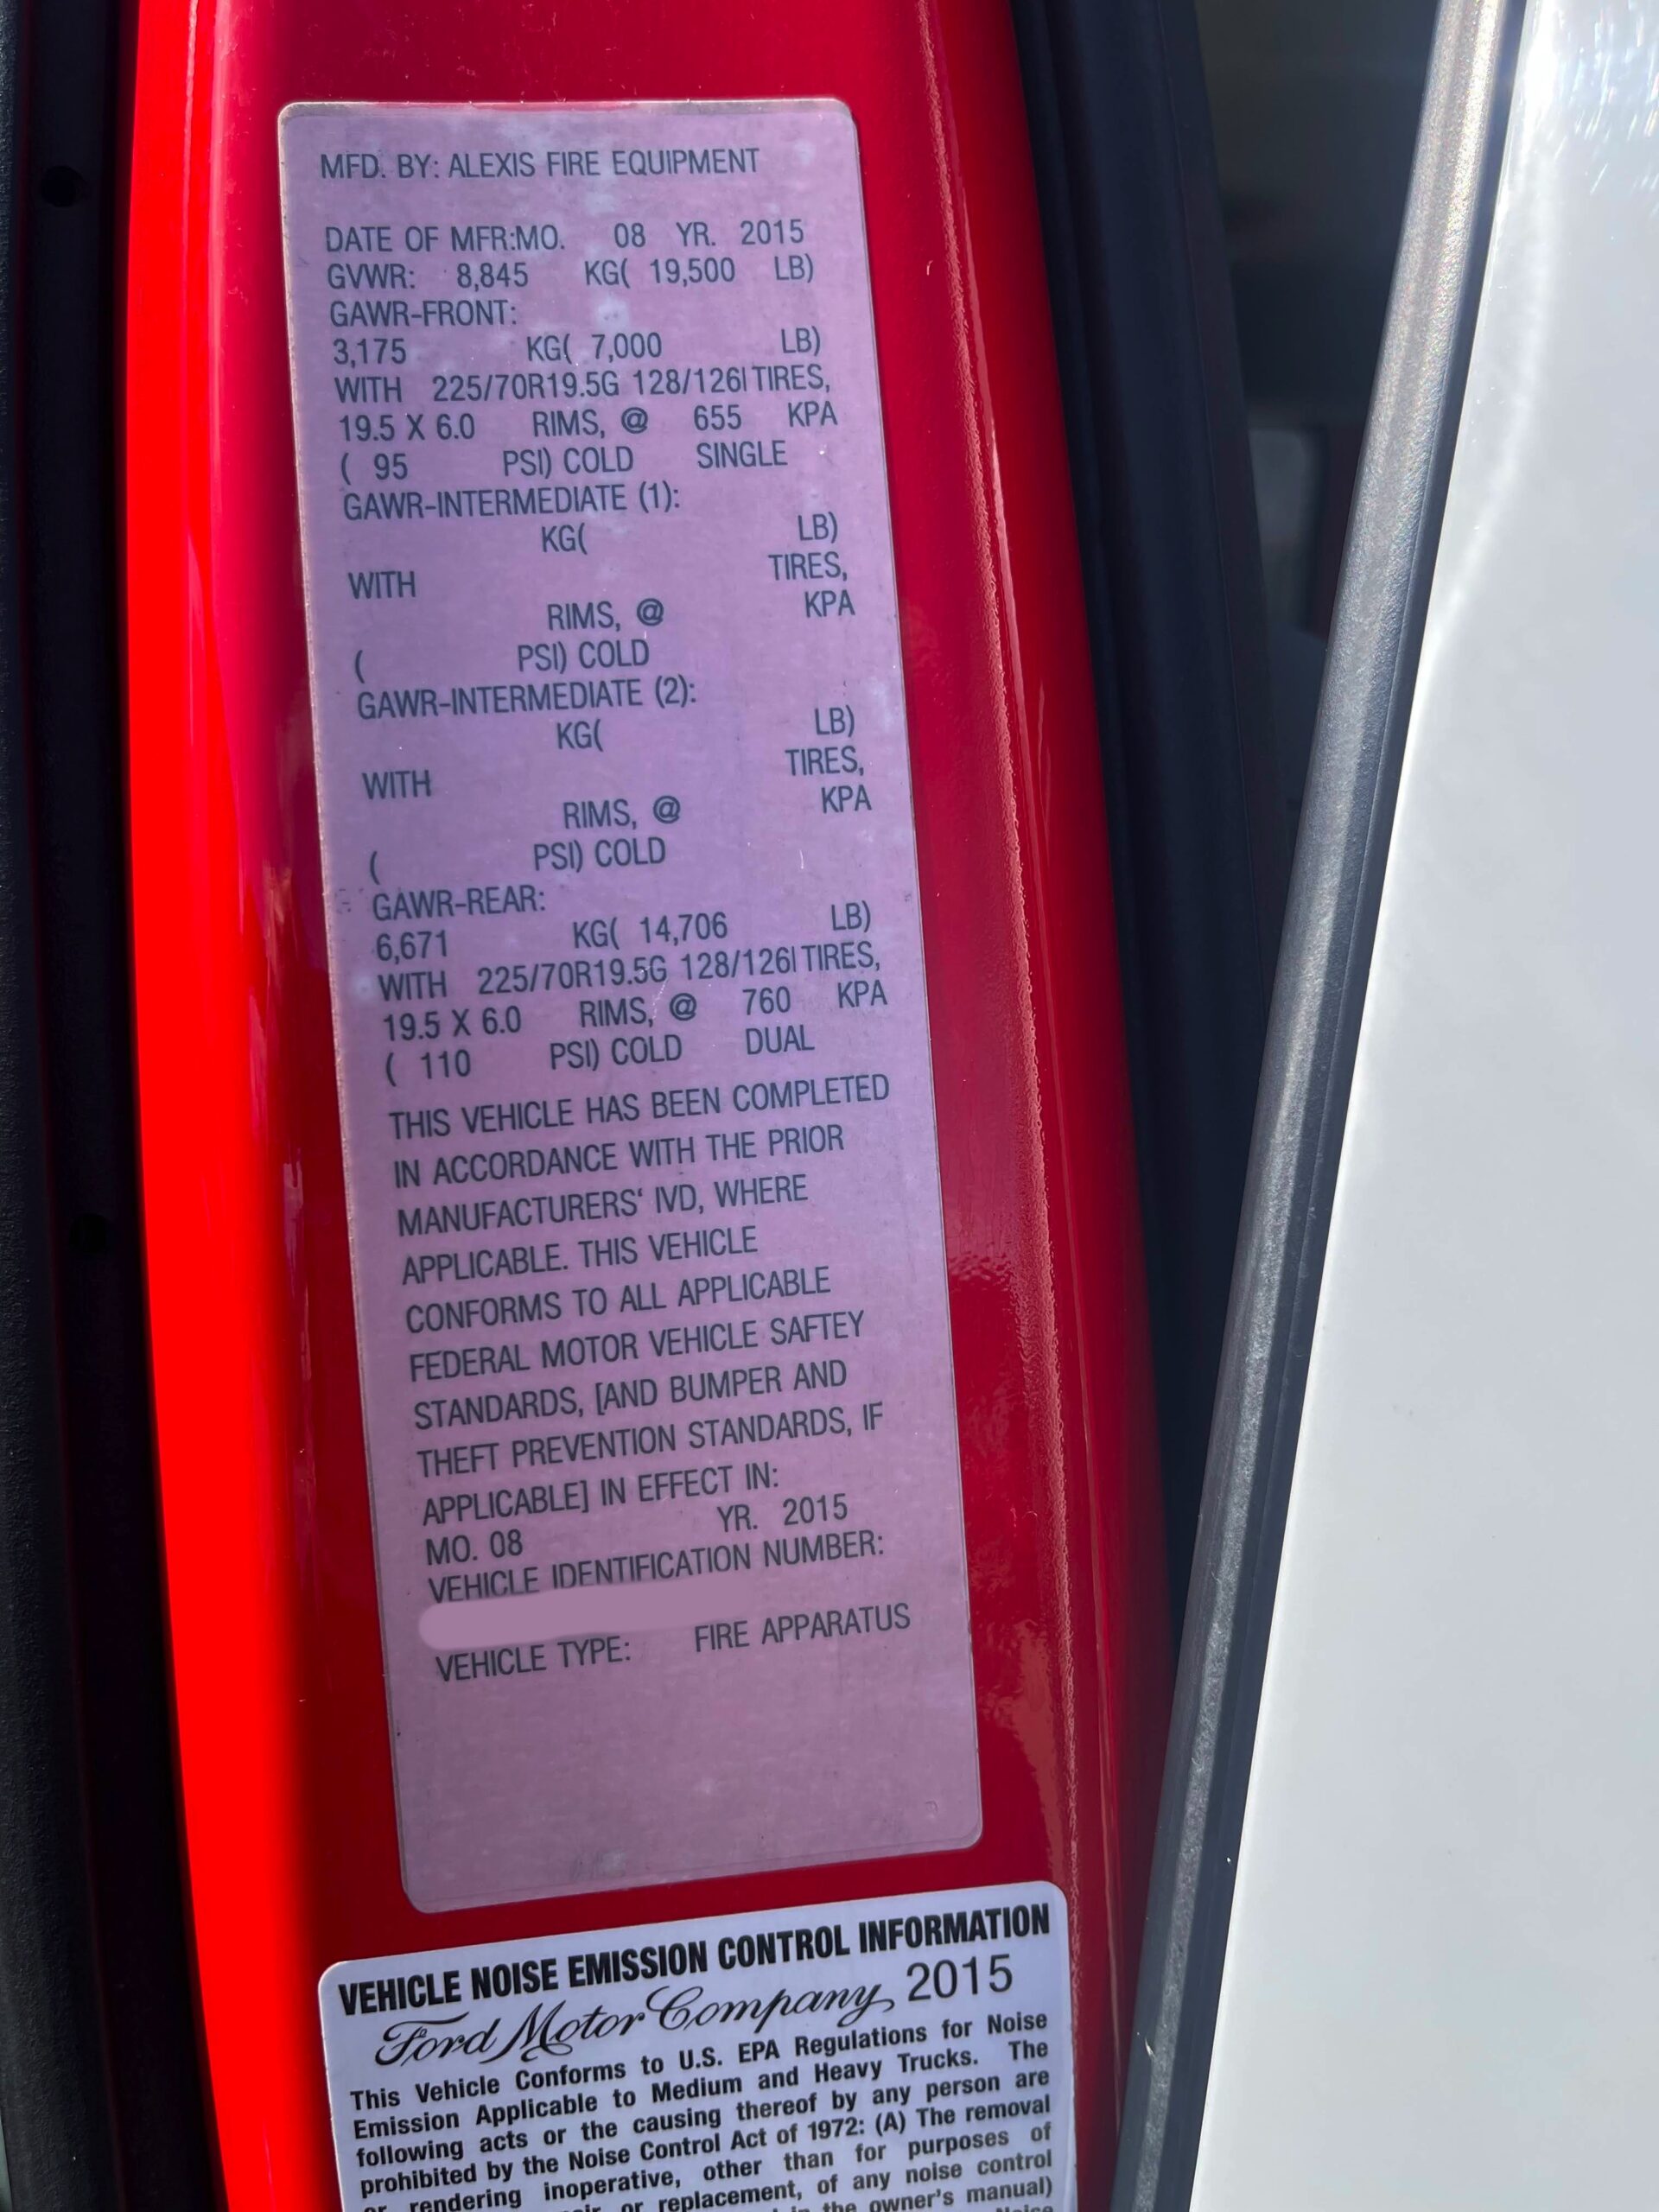 MFD. BY: ALEXIS FIRE EQUIPMENT
DATE OF MFR:MO. 08 YR. 2015
GVWR: 8,845 KG( 19,500 LB)
GAWR-FRONT:
3,175 KG( 7,000 LB)
WITH 225/70R19.5G 128/126l TIRES,
19.5 X 6.0 RIMS, @ 655 KPA
( 95 PSI) COLD SINGLE
GAWR-INTERMEDIATE (1):
KG( LB)
WITH TIRES,
RIMS, @ KPA
( PSI) COLD
GAWR-INTERMEDIATE (2):
KG( LB)
WITH TIRES,
RIMS, @ KPA
( PSI) COLD
GAWR-REAR:
6,671 KG( 14,706 LB)
WITH 225/70R19.5G 128/126l TIRES,
19.5 X 6.0 RIMS, @ 760 KPA
( 110 PSI) COLD DUAL
THIS VEHICLE HAS BEEN COMPLETED
IN ACCORDANCE WITH THE PRIOR
MANUFACTURERS‘ IVD, WHERE
APPLICABLE. THIS VEHICLE
CONFORMS TO ALL APPLICABLE
FEDERAL MOTOR VEHICLE SAFTEY
STANDARDS, [AND BUMPER AND
THEFT PREVENTION STANDARDS, IF
APPLICABLE] IN EFFECT IN:
MO. 08 YR. 2015
VEHICLE IDENTIFICATION NUMBER:
VEHICLE TYPE: FIRE APPARATUS
VEHICLE NOISE EMISSION CONTROL INFORMATION
Ford Motor Company, 2015
This Vehicle Conforms to U.S. EPA Regulations for Noise
Emission Applicable to Medium and Heavy Trucks. The
following acts or the causing thereof by any person are
prohibited by the Noise Control Act of 1972: (A) The removal
or rendering inoperative, other than for purposes of
or replacement, of any noise control
the owner's manual)